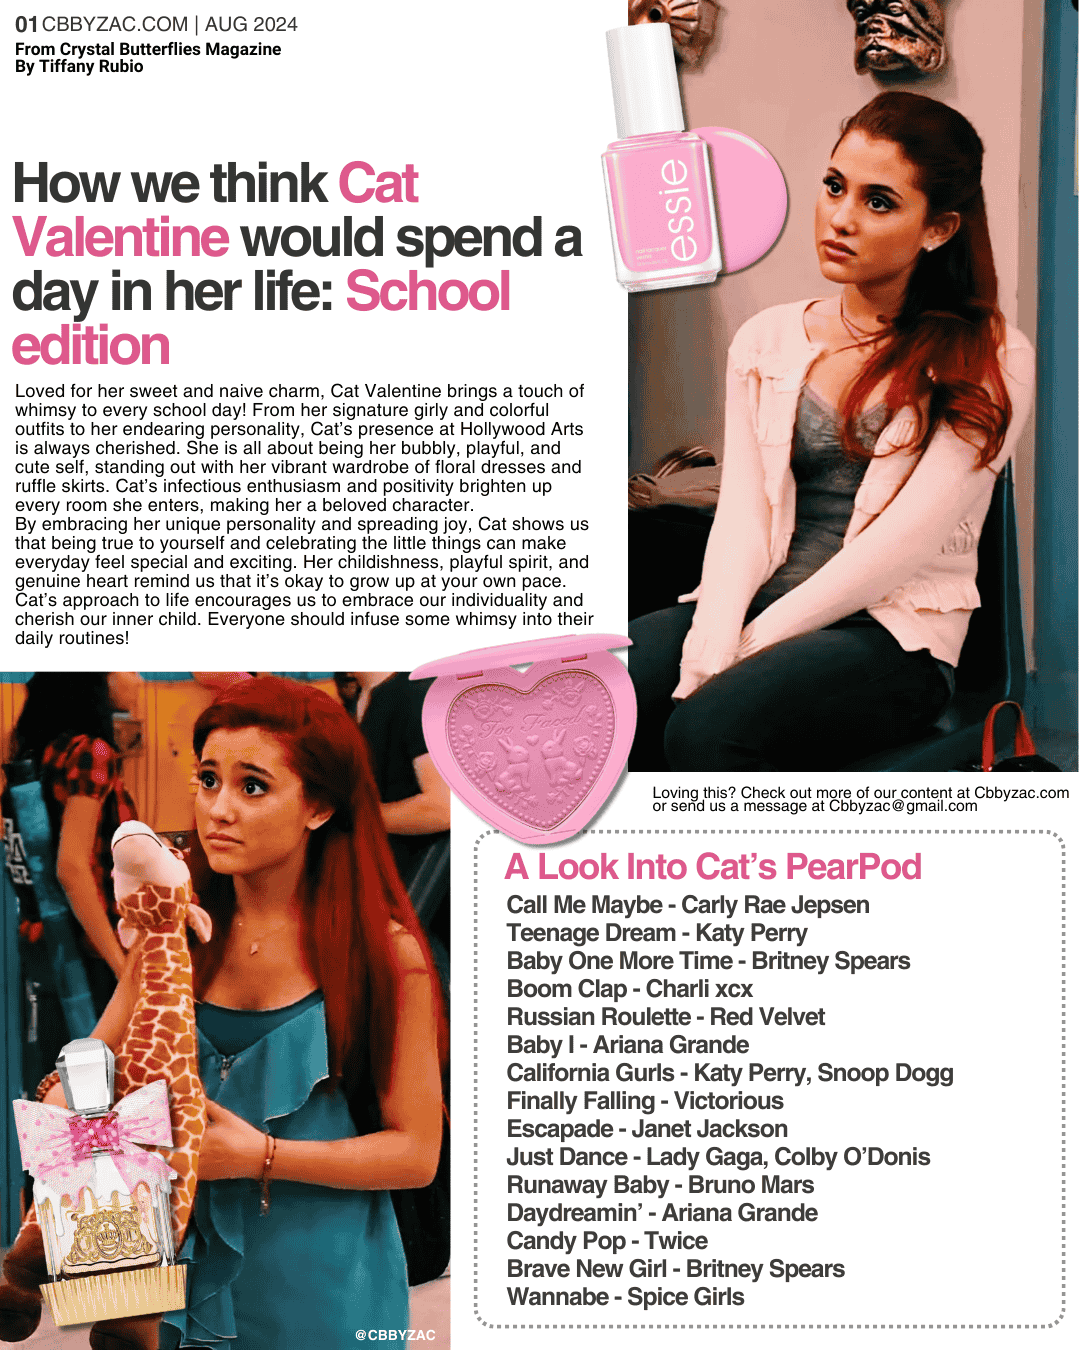 01 CBBYZAC.COM | AUG 2024
From Crystal Butterflies Magazine
By Tiffany Rubio
How we think Cat
Valentine would spend a
day in her life: School
edition
Loved for her sweet and naive charm, Cat Valentine brings a touch of
whimsy to every school day! From her signature girly and colorful
outfits to her endearing personality, Cat's presence at Hollywood Arts
is always cherished. She is all about being her bubbly, playful, and
cute self, standing out with her vibrant wardrobe of floral dresses and
ruffle skirts. Cat's infectious enthusiasm and positivity brighten up
every room she enters, making her a beloved character.
By embracing her unique personality and spreading joy, Cat shows us
that being true to yourself and celebrating the little things can make
everyday feel special and exciting. Her childishness, playful spirit, and
genuine heart remind us that it's okay to grow up at your own pace.
Cat's approach to life encourages us to embrace our individuality and
cherish our inner child. Everyone should infuse some whimsy into their
daily routines!
essie
Too Faced
Loving this? Check out more of our content at Cbbyzac.com
or send us a message at Cbbyzac@gmail.com
A Look Into Cat's PearPod
Call Me Maybe - Carly Rae Jepsen
Teenage Dream - Katy Perry
Baby One More Time - Britney Spears
Boom Clap - Charli xcx
Russian Roulette - Red Velvet
Baby I - Ariana Grande
California Gurls - Katy Perry, Snoop Dogg
Finally Falling - Victorious
Escapade - Janet Jackson
Just Dance - Lady Gaga, Colby O'Donis
Runaway Baby - Bruno Mars
Daydreamin' - Ariana Grande
Candy Pop - Twice
Brave New Girl - Britney Spears
Wannabe - Spice Girls
@CBBYZAC